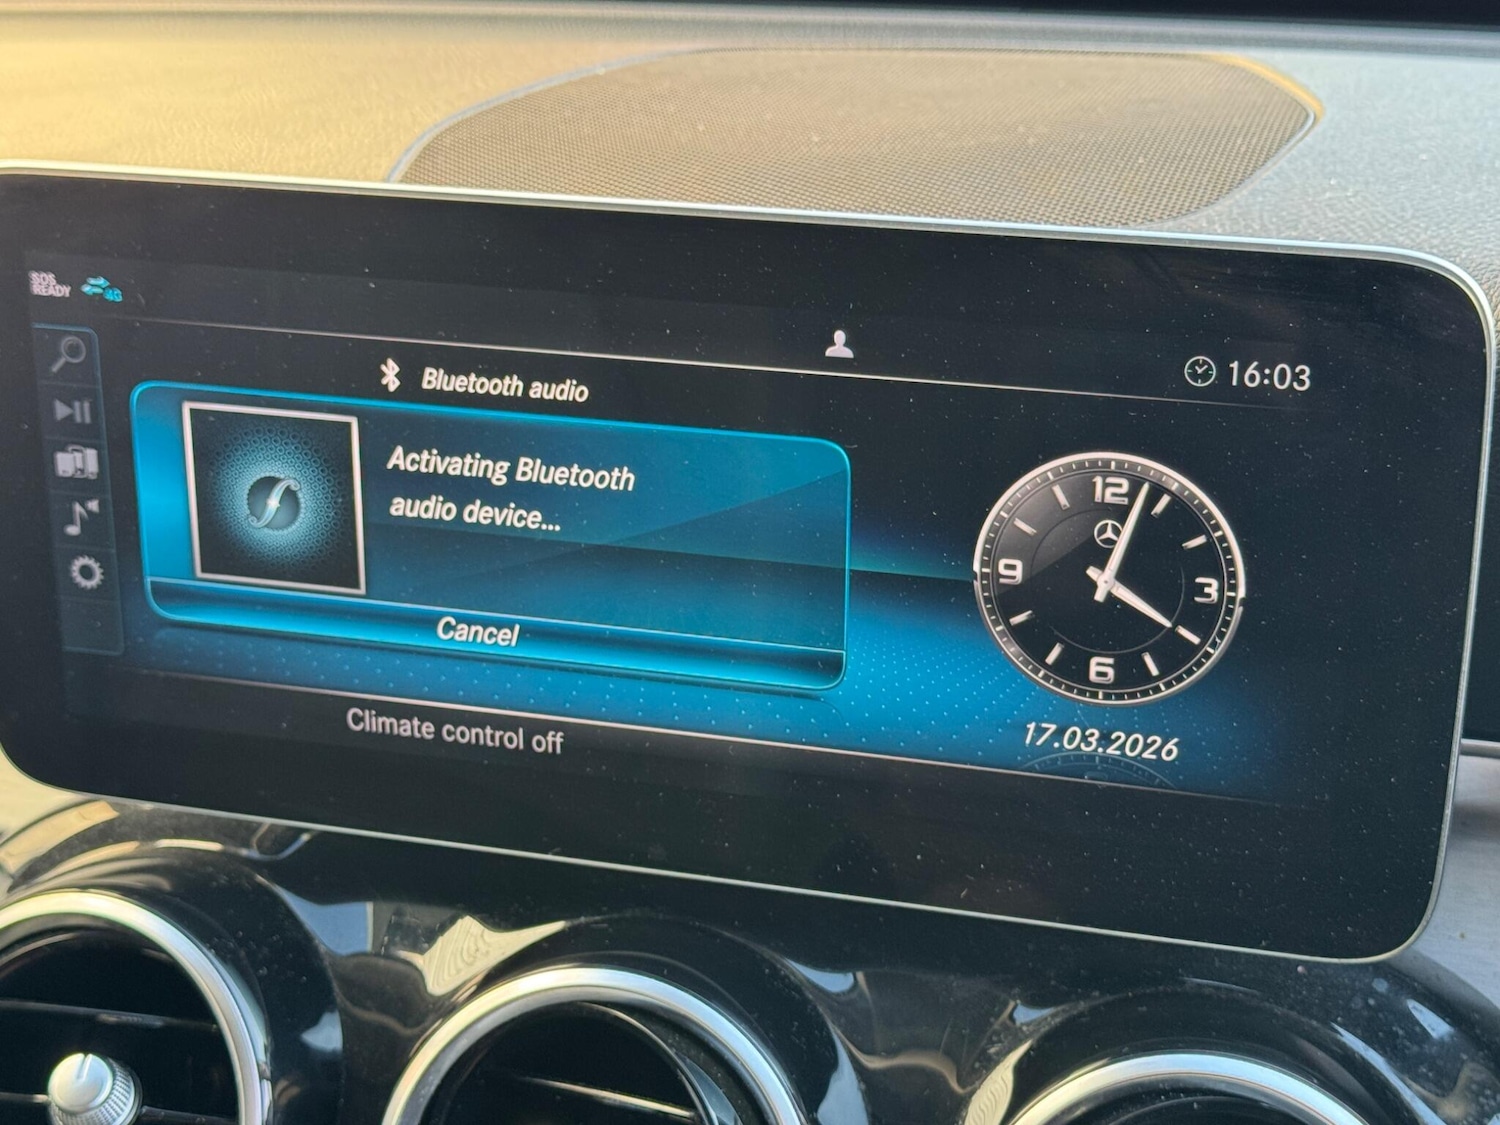 SOS
READY
4G
16:03
Bluetooth audio
Activating Bluetooth
audio device...
Cancel
12
9
3
6
Climate control off
17.03.2026